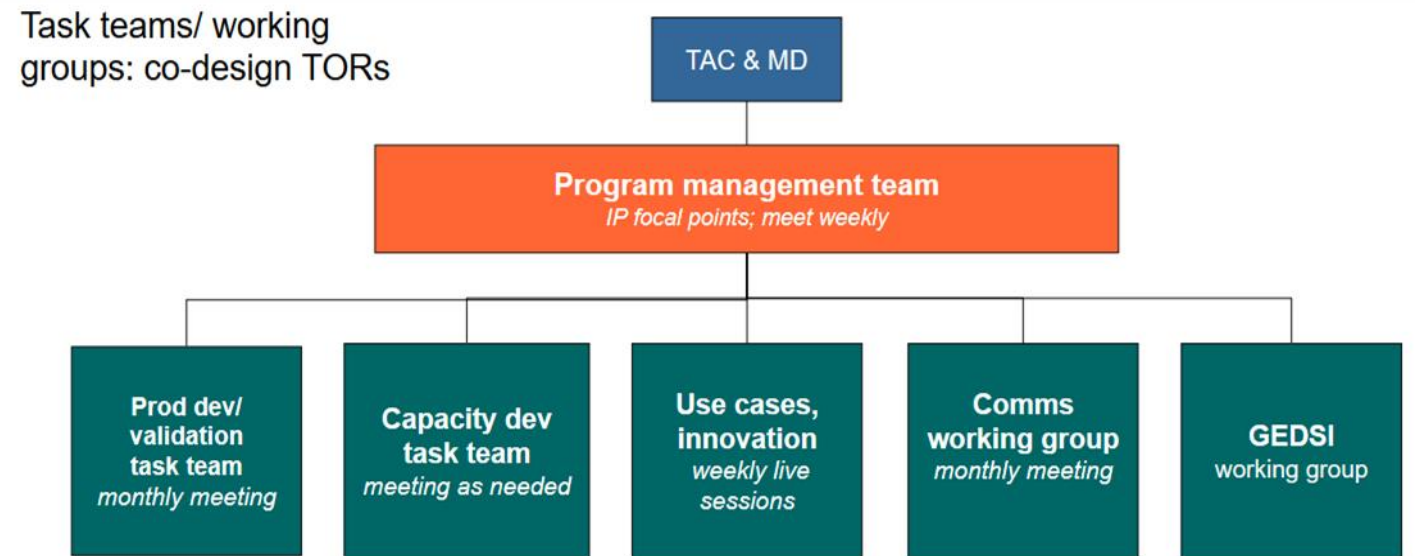 Task teams/ working
groups: co-design TORs
TAC & MD
Program management team
IP focal points; meet weekly
Prod dev/
validation
task team
monthly meeting
Capacity dev
task team
meeting as needed
Use cases,
innovation
weekly live
sessions
Comms
working group
monthly meeting
GEDSI
working group